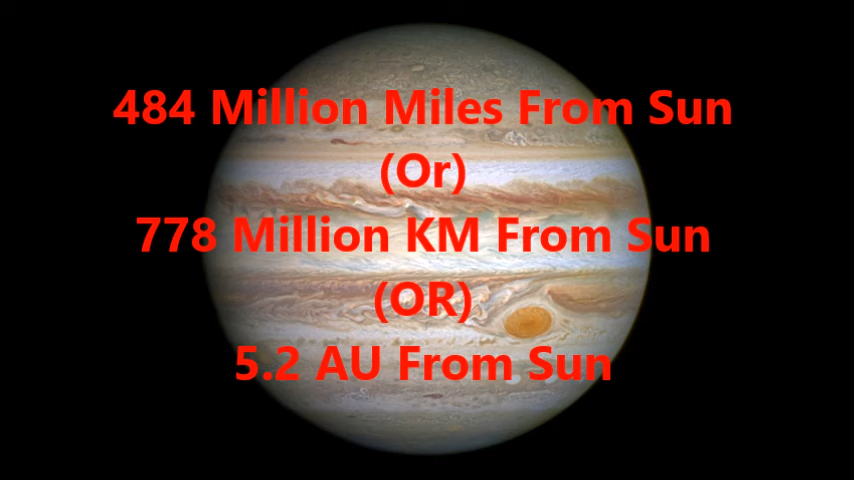 484 Million Miles From Sun
(Or)
778 Million KM From Sun
(OR)
5.2 AU From Sun